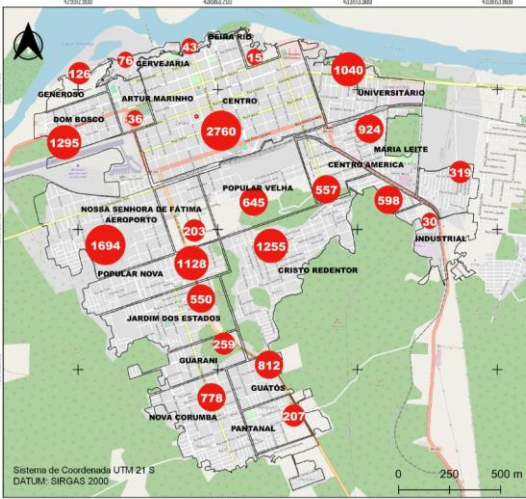 BEIRA RIO
43
15
76
CERVEJARIA
126
GENEROSO
1040
UNIVERSITÁRIO
ARTUR MARINHO
CENTRO
DOM BOSCO
36
2760
924
1295
MARIA LEITE
CENTRO AMERICA
319
POPULAR VELHA
557
598
645
NOSSA SENHORA DE FÁTIMA
AEROPORTO
203
30
INDUSTRIAL
1694
1255
1128
CRISTO REDENTOR
POPULAR NOVA
550
JARDIM DOS ESTADOS
259
GUARANI
812
GUATÓS
778
NOVA CORUMBA
207
PANTANAL
Sistema de Coordenada UTM 21 S
DATUM: SIRGAS 2000
0 250 500 m